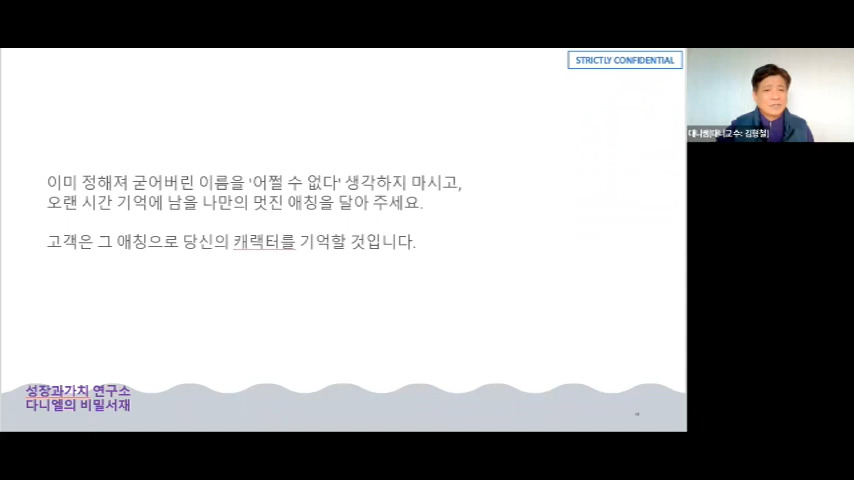 STRICTLY CONFIDENTIAL
이미 정해져 굳어버린 이름을 '어쩔 수 없다' 생각하지 마시고,
오랜 시간 기억에 남을 나만의 멋진 애칭을 달아 주세요.
고객은 그 애칭으로 당신의 캐랙터를 기억할 것입니다.
성장과가치 연구소
다니엘의 비밀서재